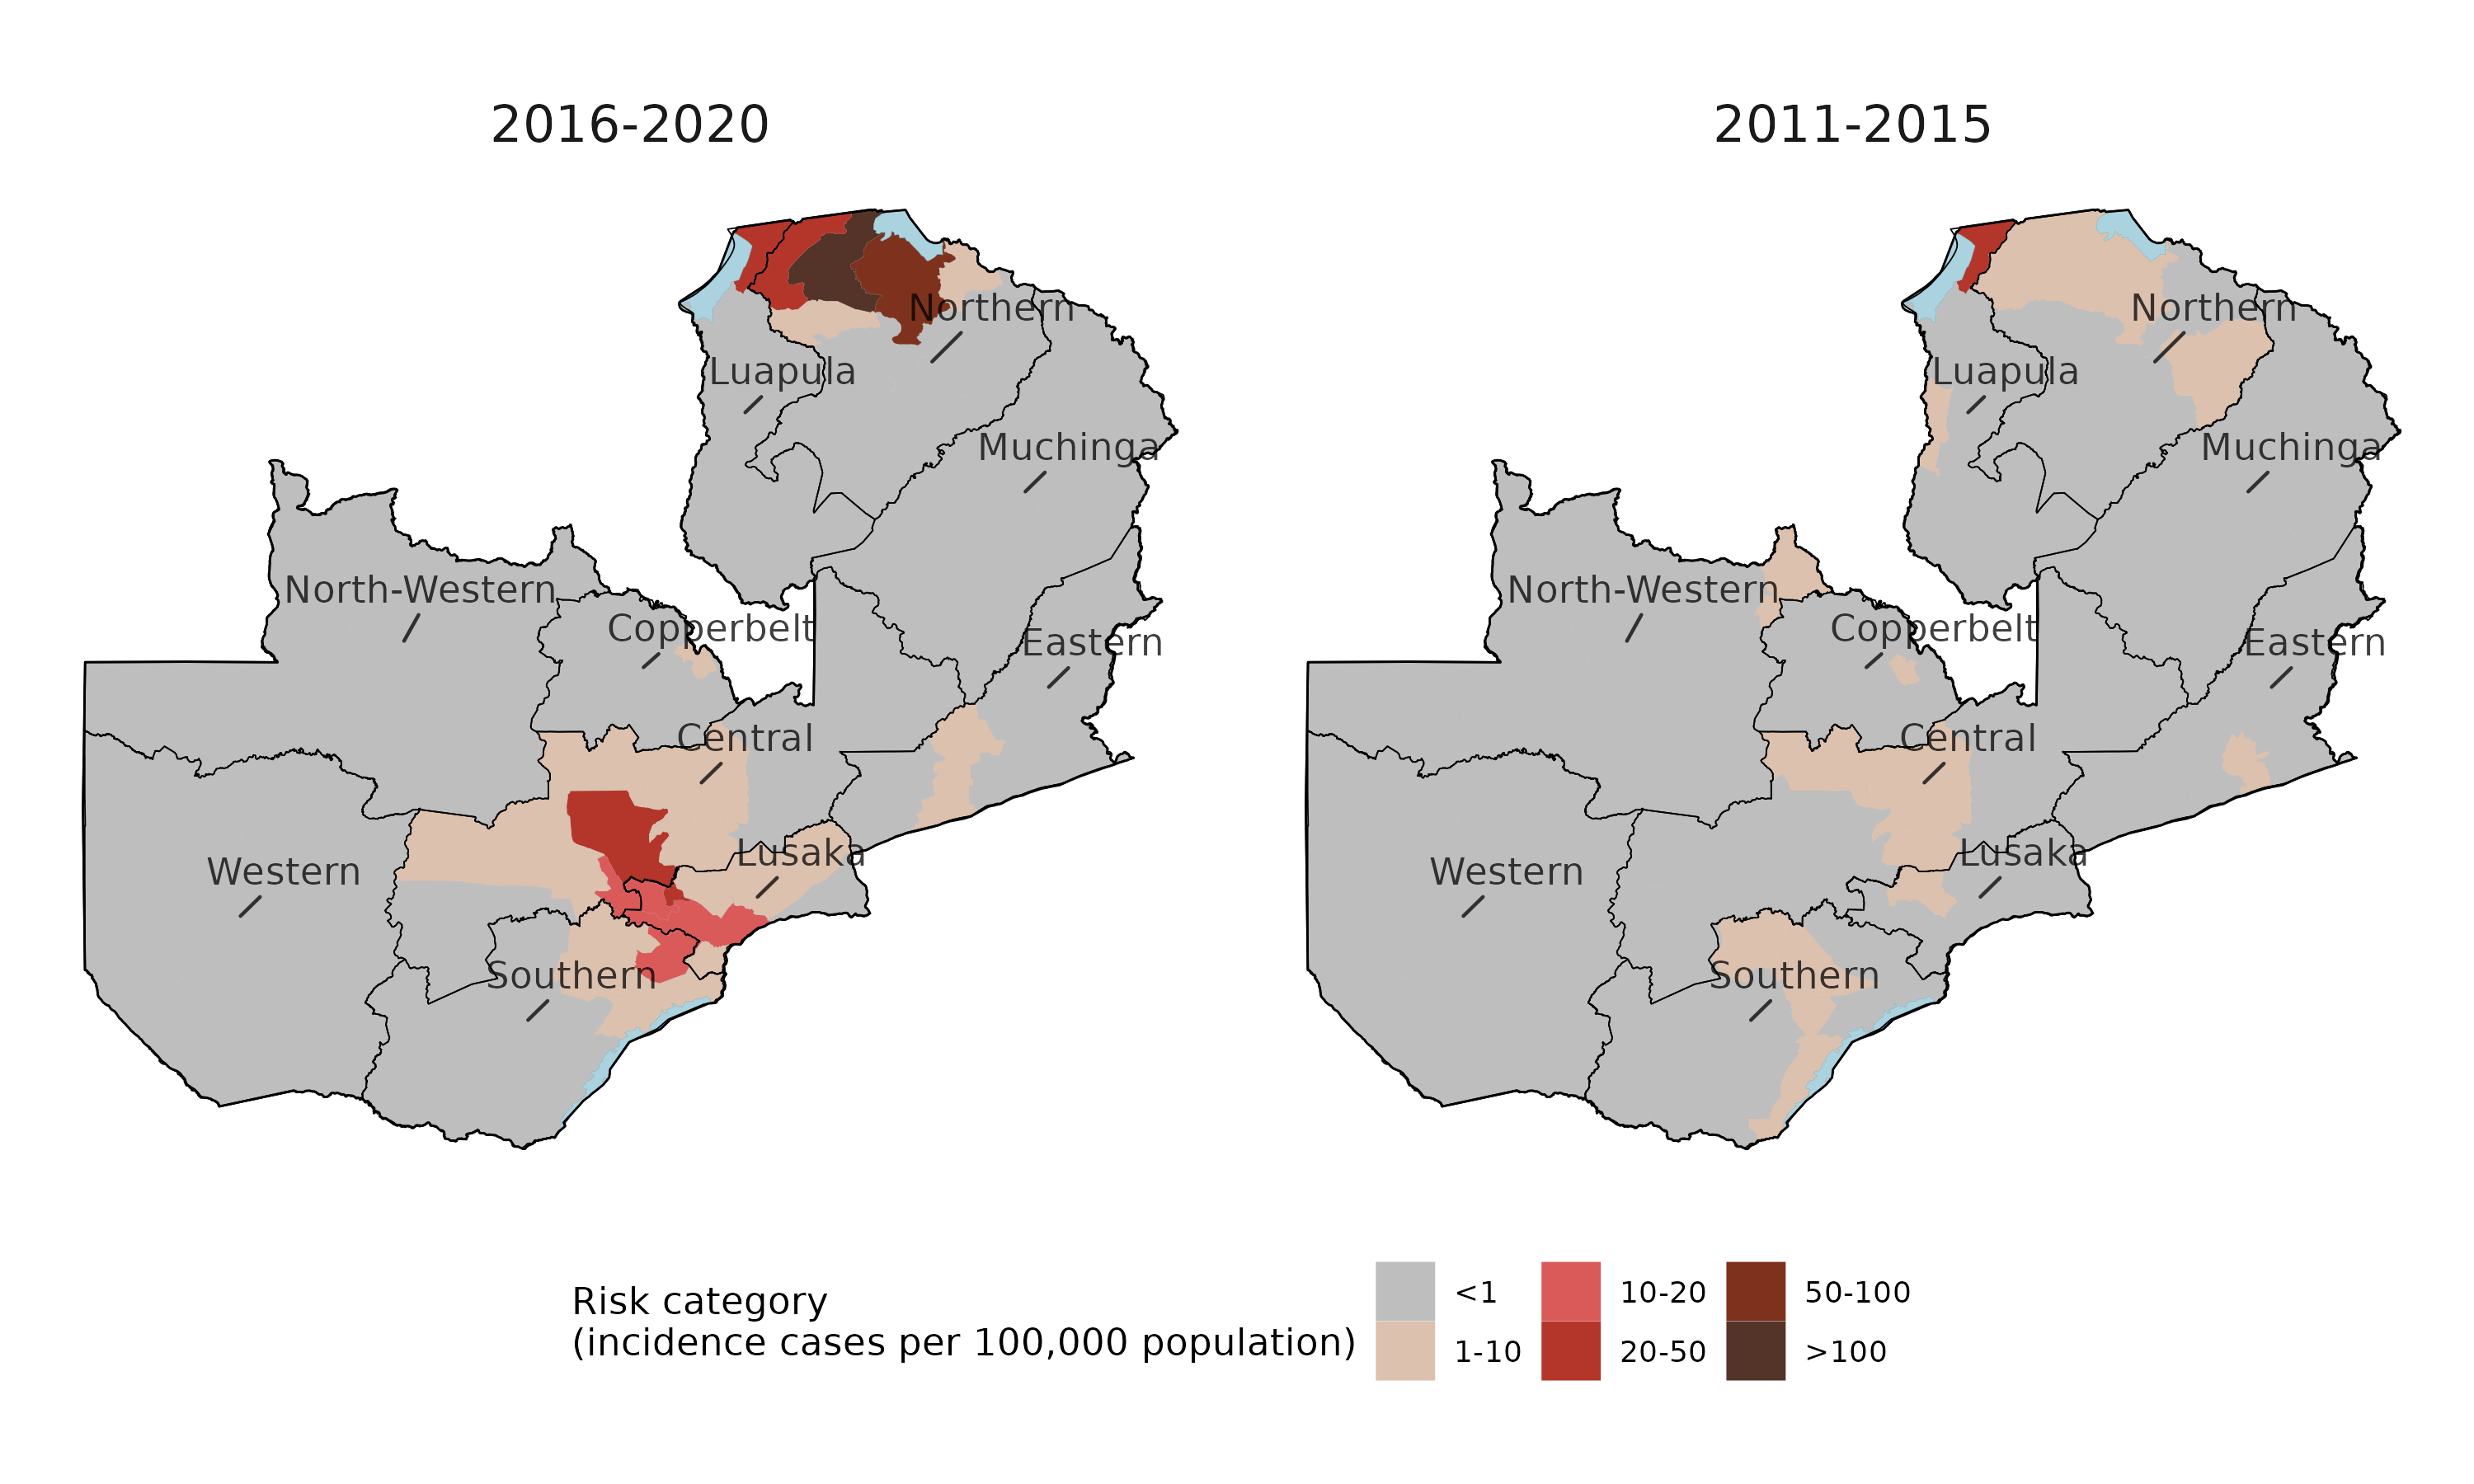 2016-2020
2011-2015
Northern
Luapula
Muchinga
North-Western
Copperbelt
Eastern
Central
Lusaka
Western
Southern
Northern
Luapula
Muchinga
North-Western
Copperbelt
Eastern
Central
Lusaka
Western
Southern
Risk category
(incidence cases per 100,000 population)
<1
10-20
50-100
1-10
20-50
>100